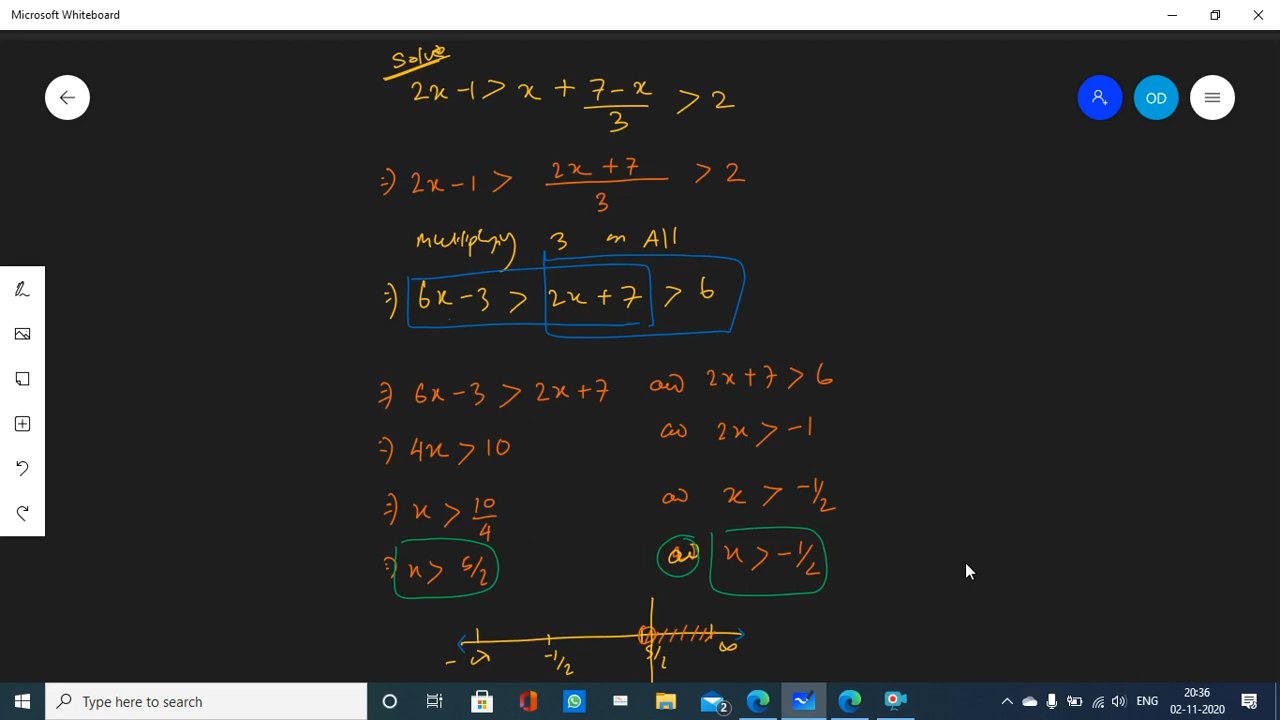 Microsoft Whiteboard
Solve
2x - 1 > x + (7 - x)/3 > 2
OD
⇒) 2x - 1 > (2x + 7)/3 > 2
Multiplying 3 on All
⇒) 6x - 3 > 2x + 7 > 6
⇒) 6x - 3 > 2x + 7 and 2x + 7 > 6
⇒) 4x > 10 and 2x > -1
⇒) x > 10/4 and x > -1/2
⇒) x > 5/2 and x > -1/2
-∞ -1/2 5/2 ∞
Type here to search
2
ENG
20:36
02-11-2020